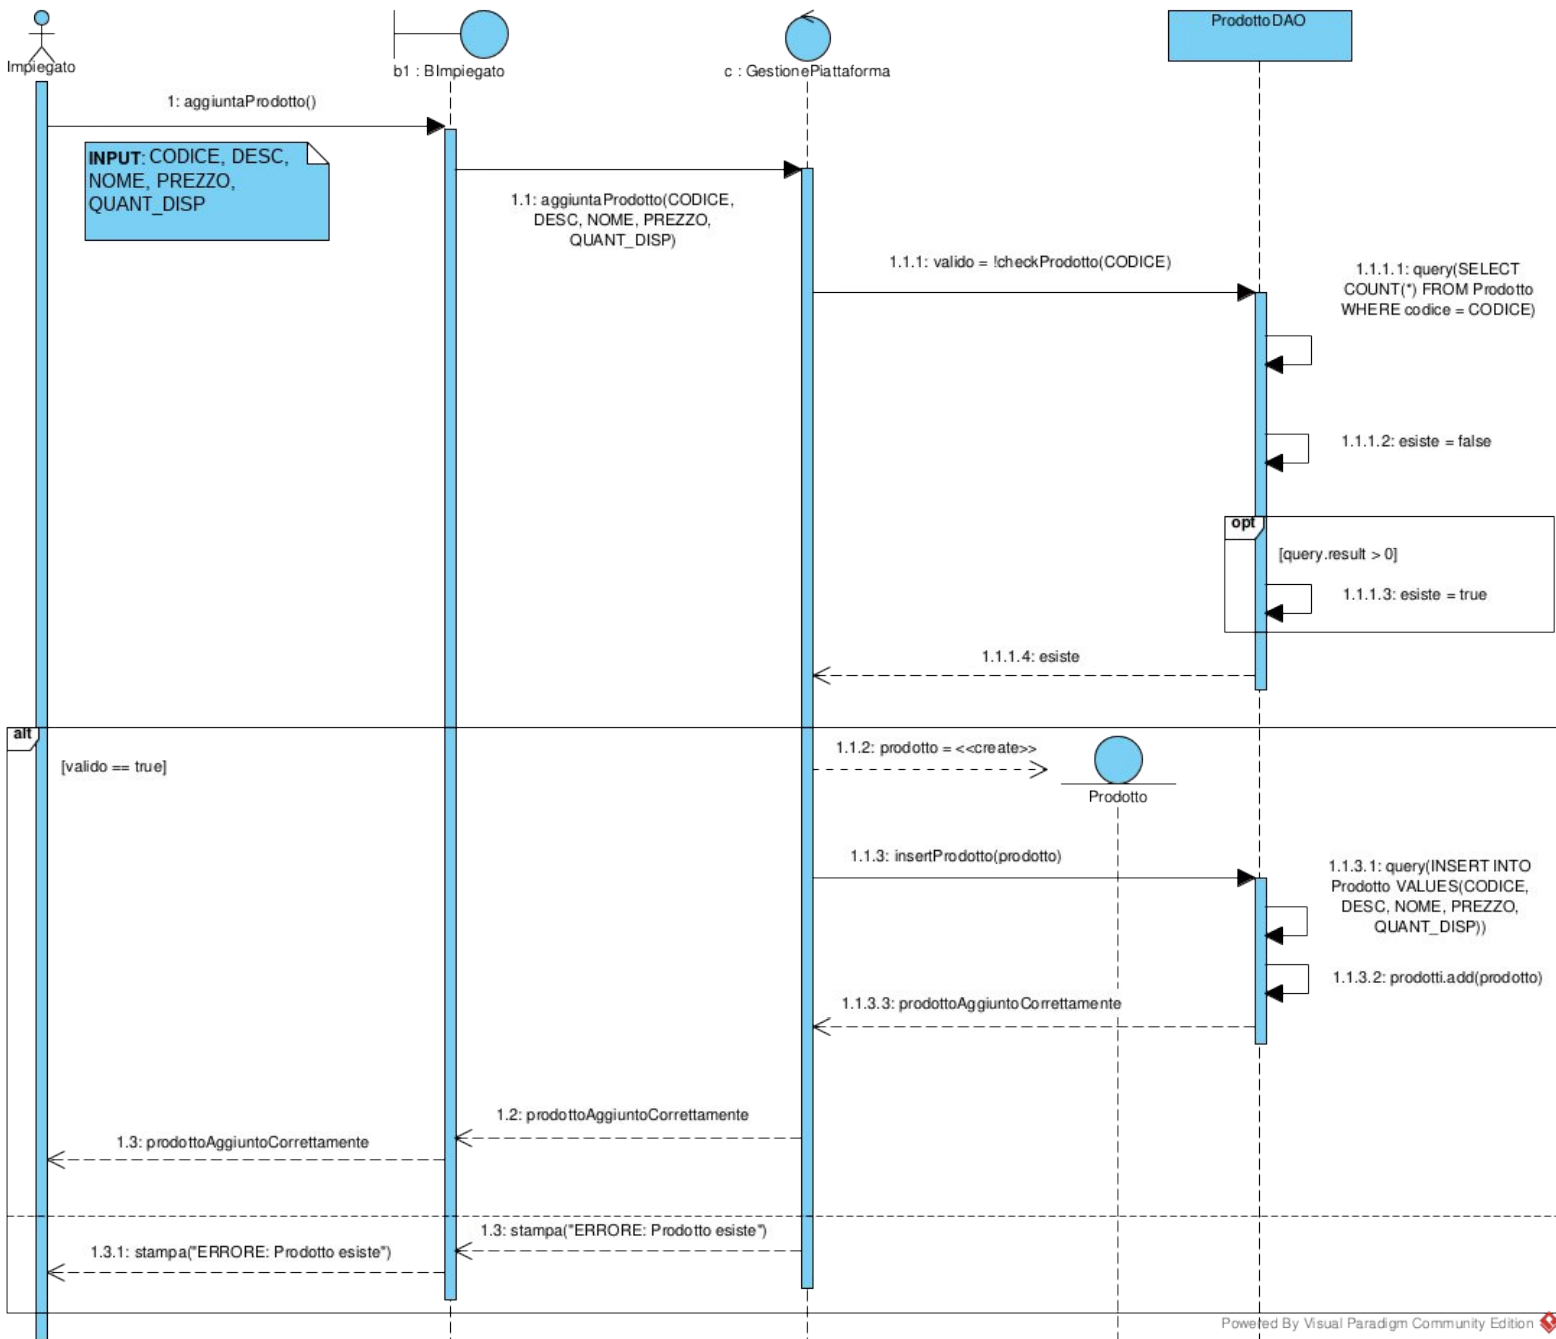 ProdottoDAO
Impiegato
b1 : BImpiegato
c : GestionePiattaforma
1: aggiuntaProdotto()
INPUT: CODICE, DESC,
NOME, PREZZO,
QUANT_DISP
1.1: aggiuntaProdotto(CODICE,
DESC, NOME, PREZZO,
QUANT_DISP)
1.1.1: valido = !checkProdotto(CODICE)
1.1.1.1: query(SELECT
COUNT(*) FROM Prodotto
WHERE codice = CODICE)
1.1.1.2: esiste = false
opt
[query.result > 0]
1.1.1.3: esiste = true
1.1.1.4: esiste
alt
[valido == true]
1.1.2: prodotto = <<create>>
Prodotto
1.1.3: insertProdotto(prodotto)
1.1.3.1: query(INSERT INTO
Prodotto VALUES(CODICE,
DESC, NOME, PREZZO,
QUANT_DISP))
1.1.3.2: prodotti.add(prodotto)
1.1.3.3: prodottoAggiuntoCorrettamente
1.2: prodottoAggiuntoCorrettamente
1.3: prodottoAggiuntoCorrettamente
1.3: stampa("ERRORE: Prodotto esiste")
1.3.1: stampa("ERRORE: Prodotto esiste")
Powered By Visual Paradigm Community Edition